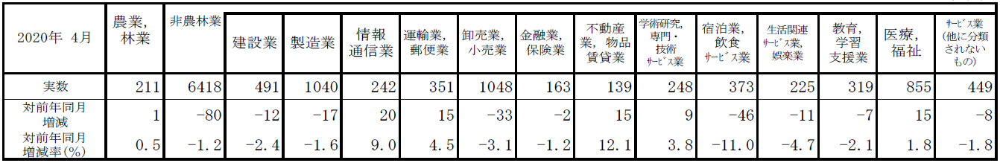 2020年 4月
農業，
林業
非農林業
建設業
製造業
情報
通信業
運輸業，
郵便業
卸売業，
小売業
金融業，
保険業
不動産
業，物品
賃貸業
学術研究，
専門・
技術
ｻｰﾋﾞｽ業
宿泊業，
飲食
ｻｰﾋﾞｽ業
生活関連
ｻｰﾋﾞｽ業，
娯楽業
教育，
学習
支援業
医療，
福祉
ｻｰﾋﾞｽ業
（他に分類
されない
もの）
実数 211 6418 491 1040 242 351 1048 163 139 248 373 225 319 855 449
対前年同月
増減 1 -80 -12 -17 20 15 -33 -2 15 9 -46 -11 -7 15 -8
対前年同月
増減率（％） 0.5 -1.2 -2.4 -1.6 9.0 4.5 -3.1 -1.2 12.1 3.8 -11.0 -4.7 -2.1 1.8 -1.8